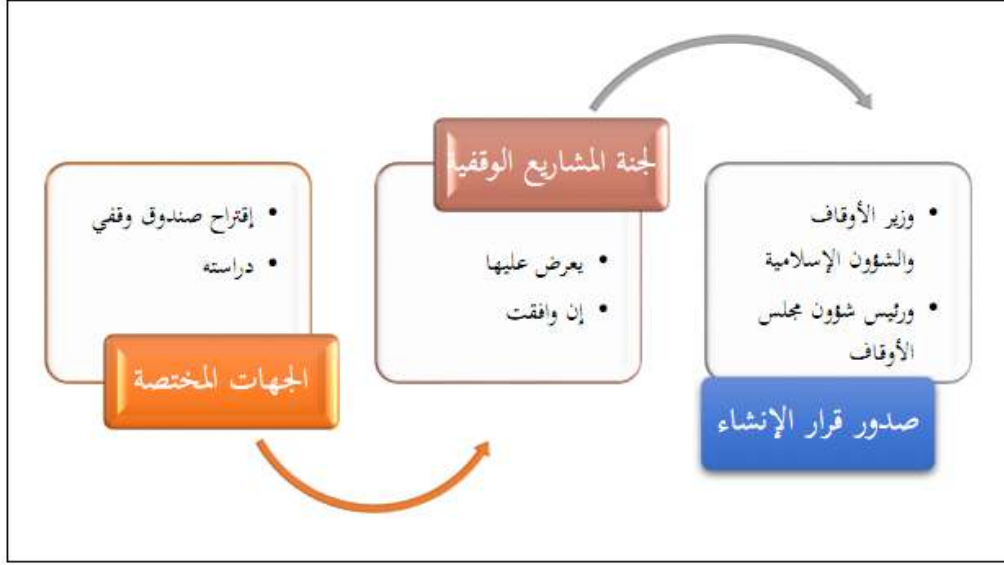 إقتراح صندوق وقفي
دراسته
الجهات المختصة
لجنة المشاريع الوقفية
يعرض عليها
إن وافقت
وزير الأوقاف
والشؤون الإسلامية
ورئيس شؤون مجلس
الأوقاف
صدور قرار الإنشاء